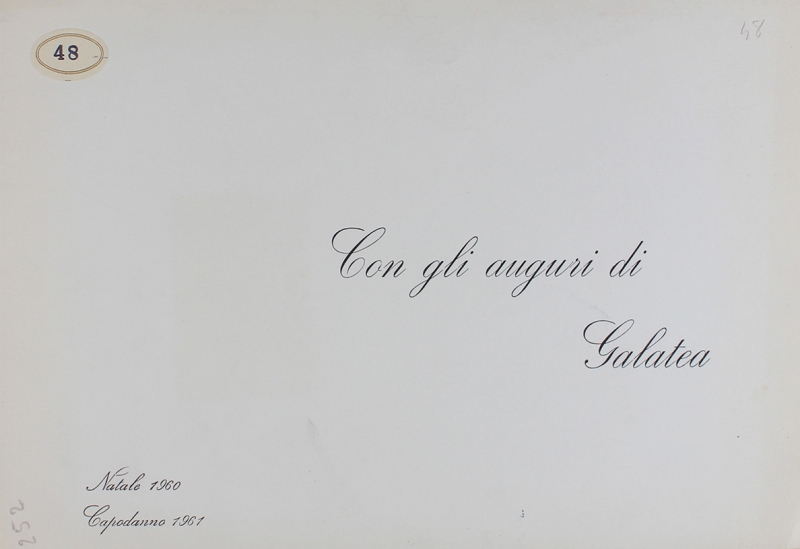 48
48
Con gli auguri di
Galatea
Natale 1960
Capodanno 1961
252